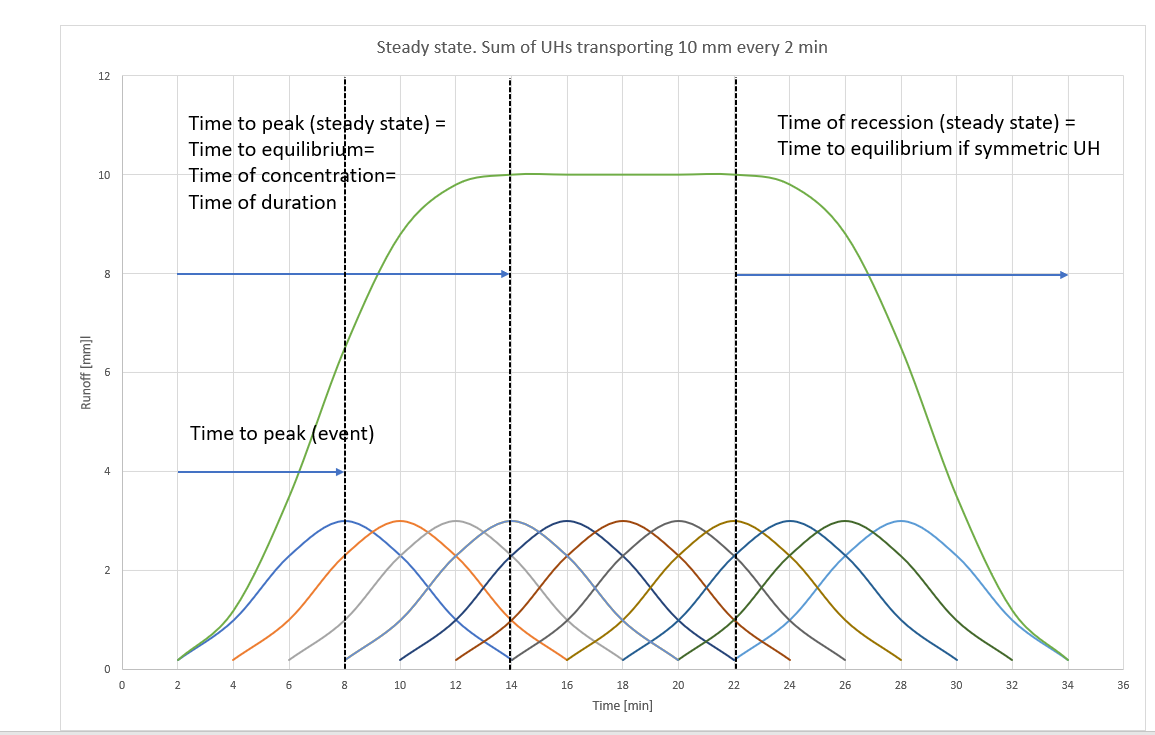 Steady state. Sum of UHs transporting 10 mm every 2 min
12
Time to peak (steady state) =
Time to equilibrium=
Time of concentration=
Time of duration
Time of recession (steady state) =
Time to equilibrium if symmetric UH
10
8
6
Runoff [mm]l
Time to peak (event)
4
2
0
0 2 4 6 8 10 12 14 16 18 20 22 24 26 28 30 32 34 36
Time [min]